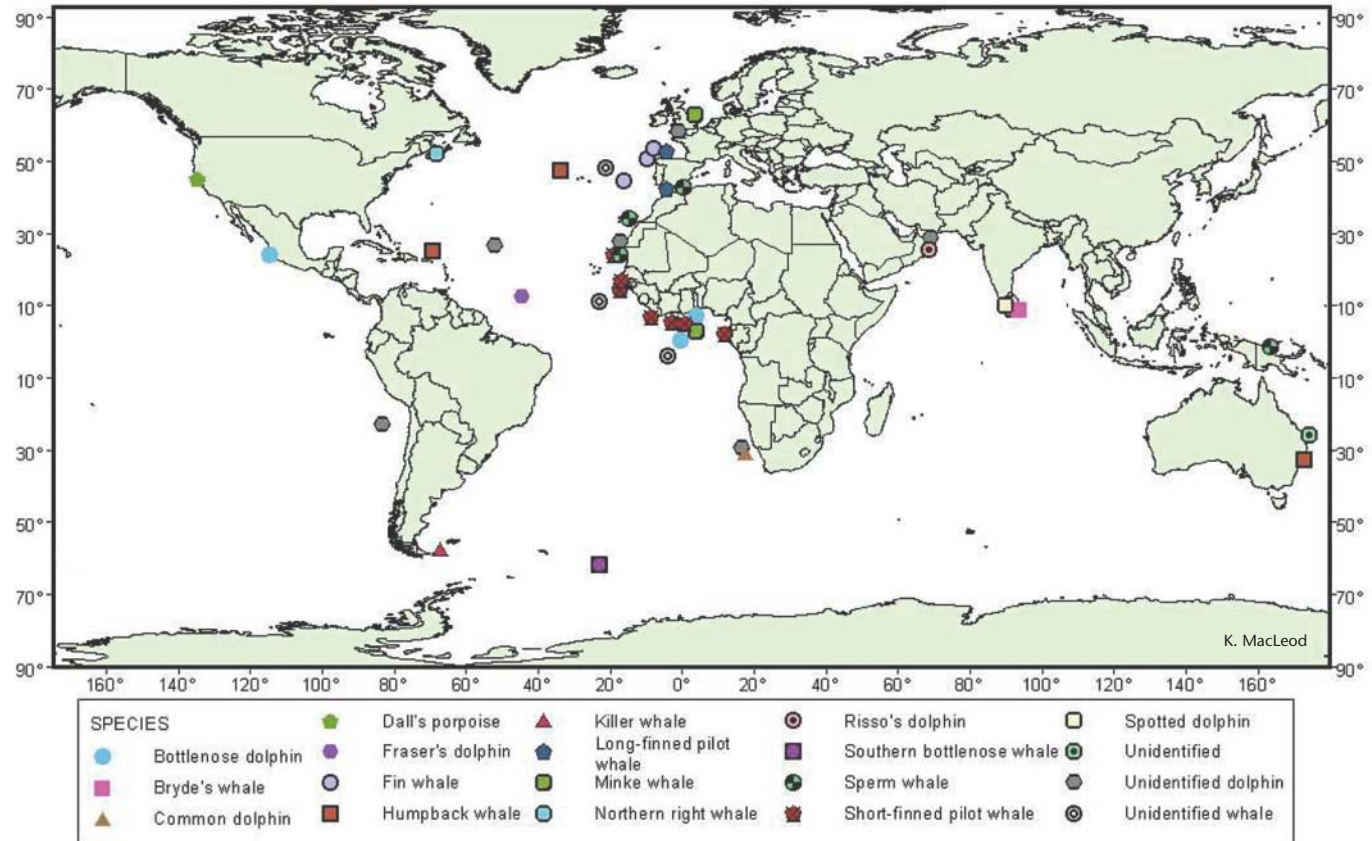 90° 90°
70° 70°
50° 50°
30° 30°
10° 10°
10° 10°
30° 30°
50° 50°
70° 70°
K. MacLeod
90° 90°
160° 140° 120° 100° 80° 60° 40° 20° 0° 20° 40° 60° 80° 100° 120° 140° 160°
SPECIES
Bottlenose dolphin
Bryde's whale
Common dolphin
Dall's porpoise
Fraser's dolphin
Fin whale
Humpback whale
Killer whale
Long-finned pilot
whale
Minke whale
Northern right whale
Risso's dolphin
Southern bottlenose whale
Sperm whale
Short-finned pilot whale
Spotted dolphin
Unidentified
Unidentified dolphin
Unidentified whale